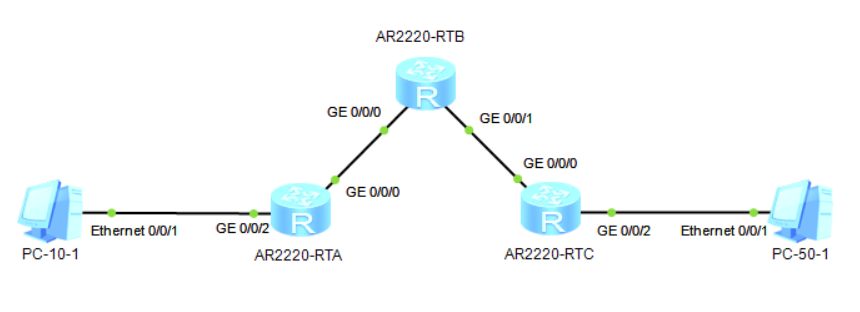 AR2220-RTB
R
GE 0/0/0
GE 0/0/1
GE 0/0/0
GE 0/0/0
R
R
Ethernet 0/0/1
GE 0/0/2
GE 0/0/2
Ethernet 0/0/1
PC-10-1
AR2220-RTA
AR2220-RTC
PC-50-1